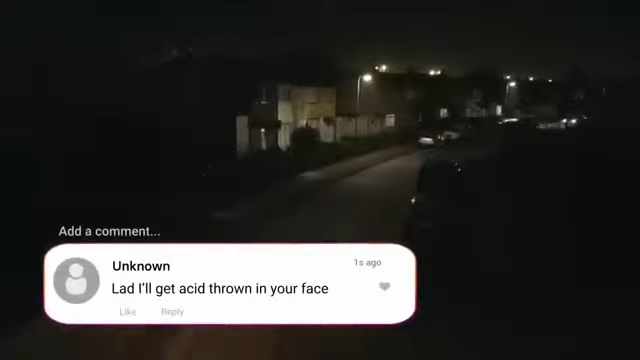 Add a comment...
Unknown
1s ago
Lad I'll get acid thrown in your face
Like
Reply